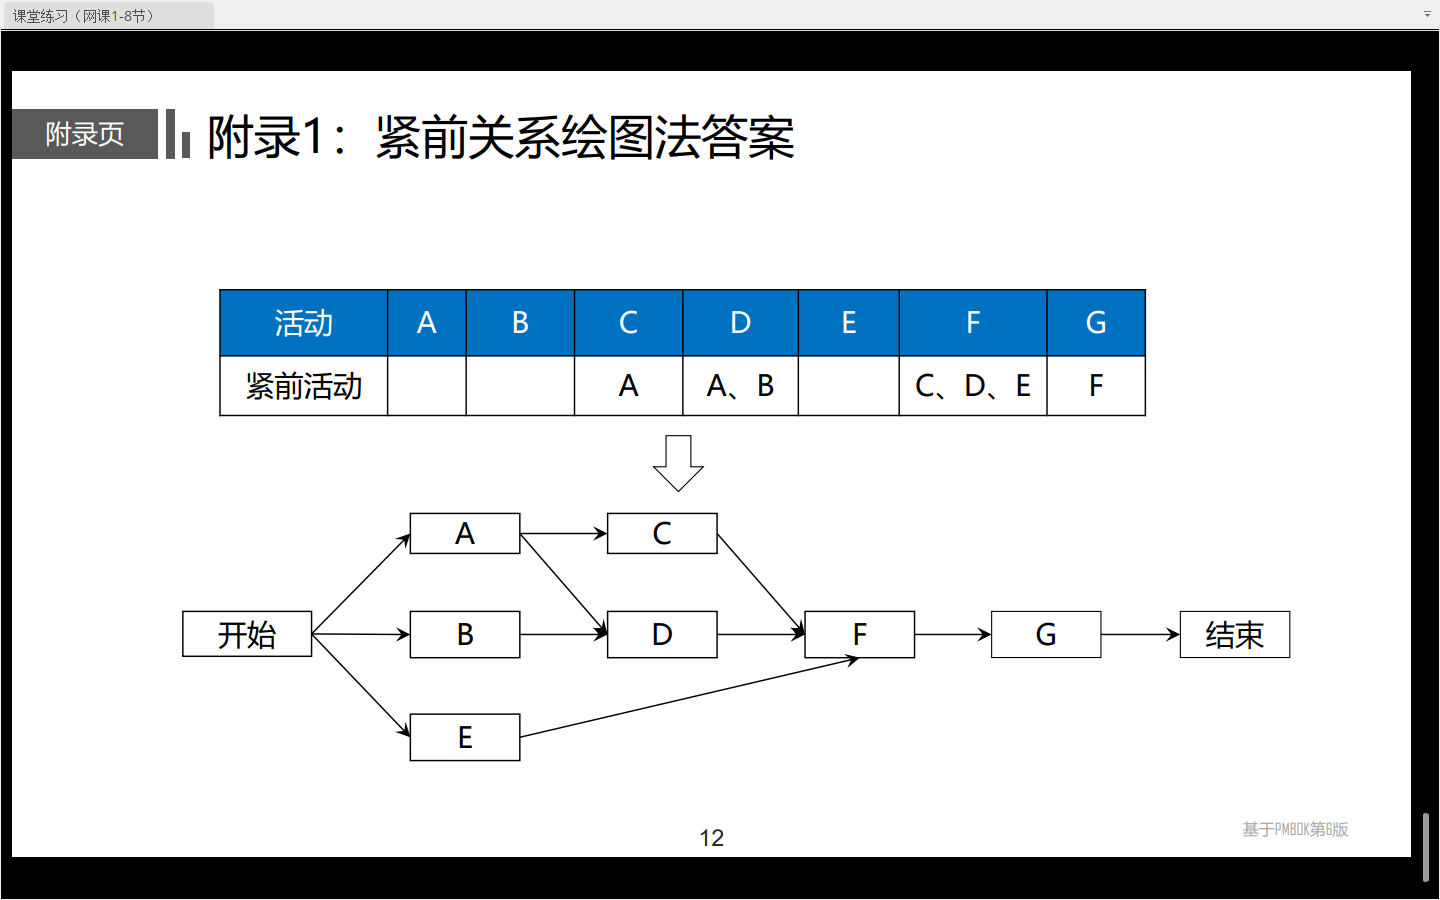 课堂练习（网课1-8节）
附录页
附录1：紧前关系绘图法答案
活动 A B C D E F G
紧前活动 A A、B C、D、E F
A C
开始 B D F G 结束
E
基于PMBOK第6版
12